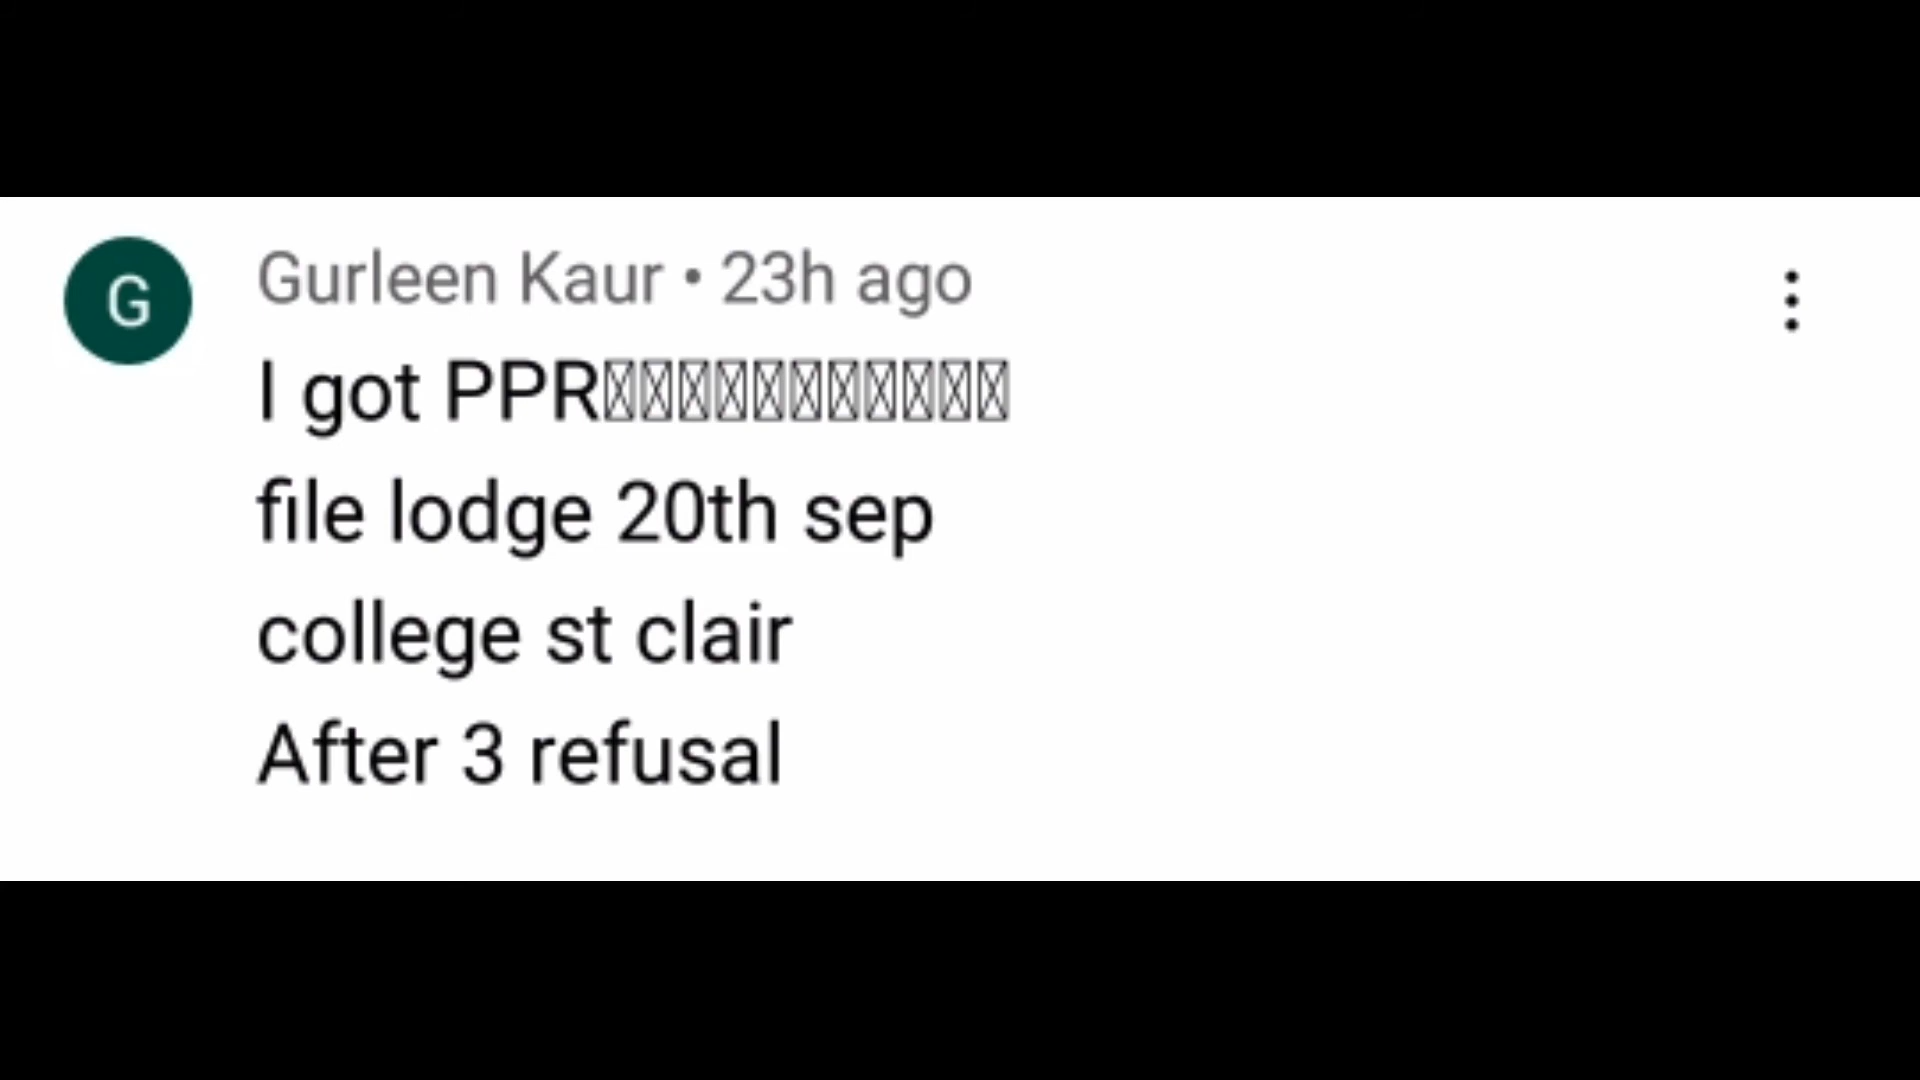 G
Gurleen Kaur • 23h ago
I got PPR
file lodge 20th sep
college st clair
After 3 refusal